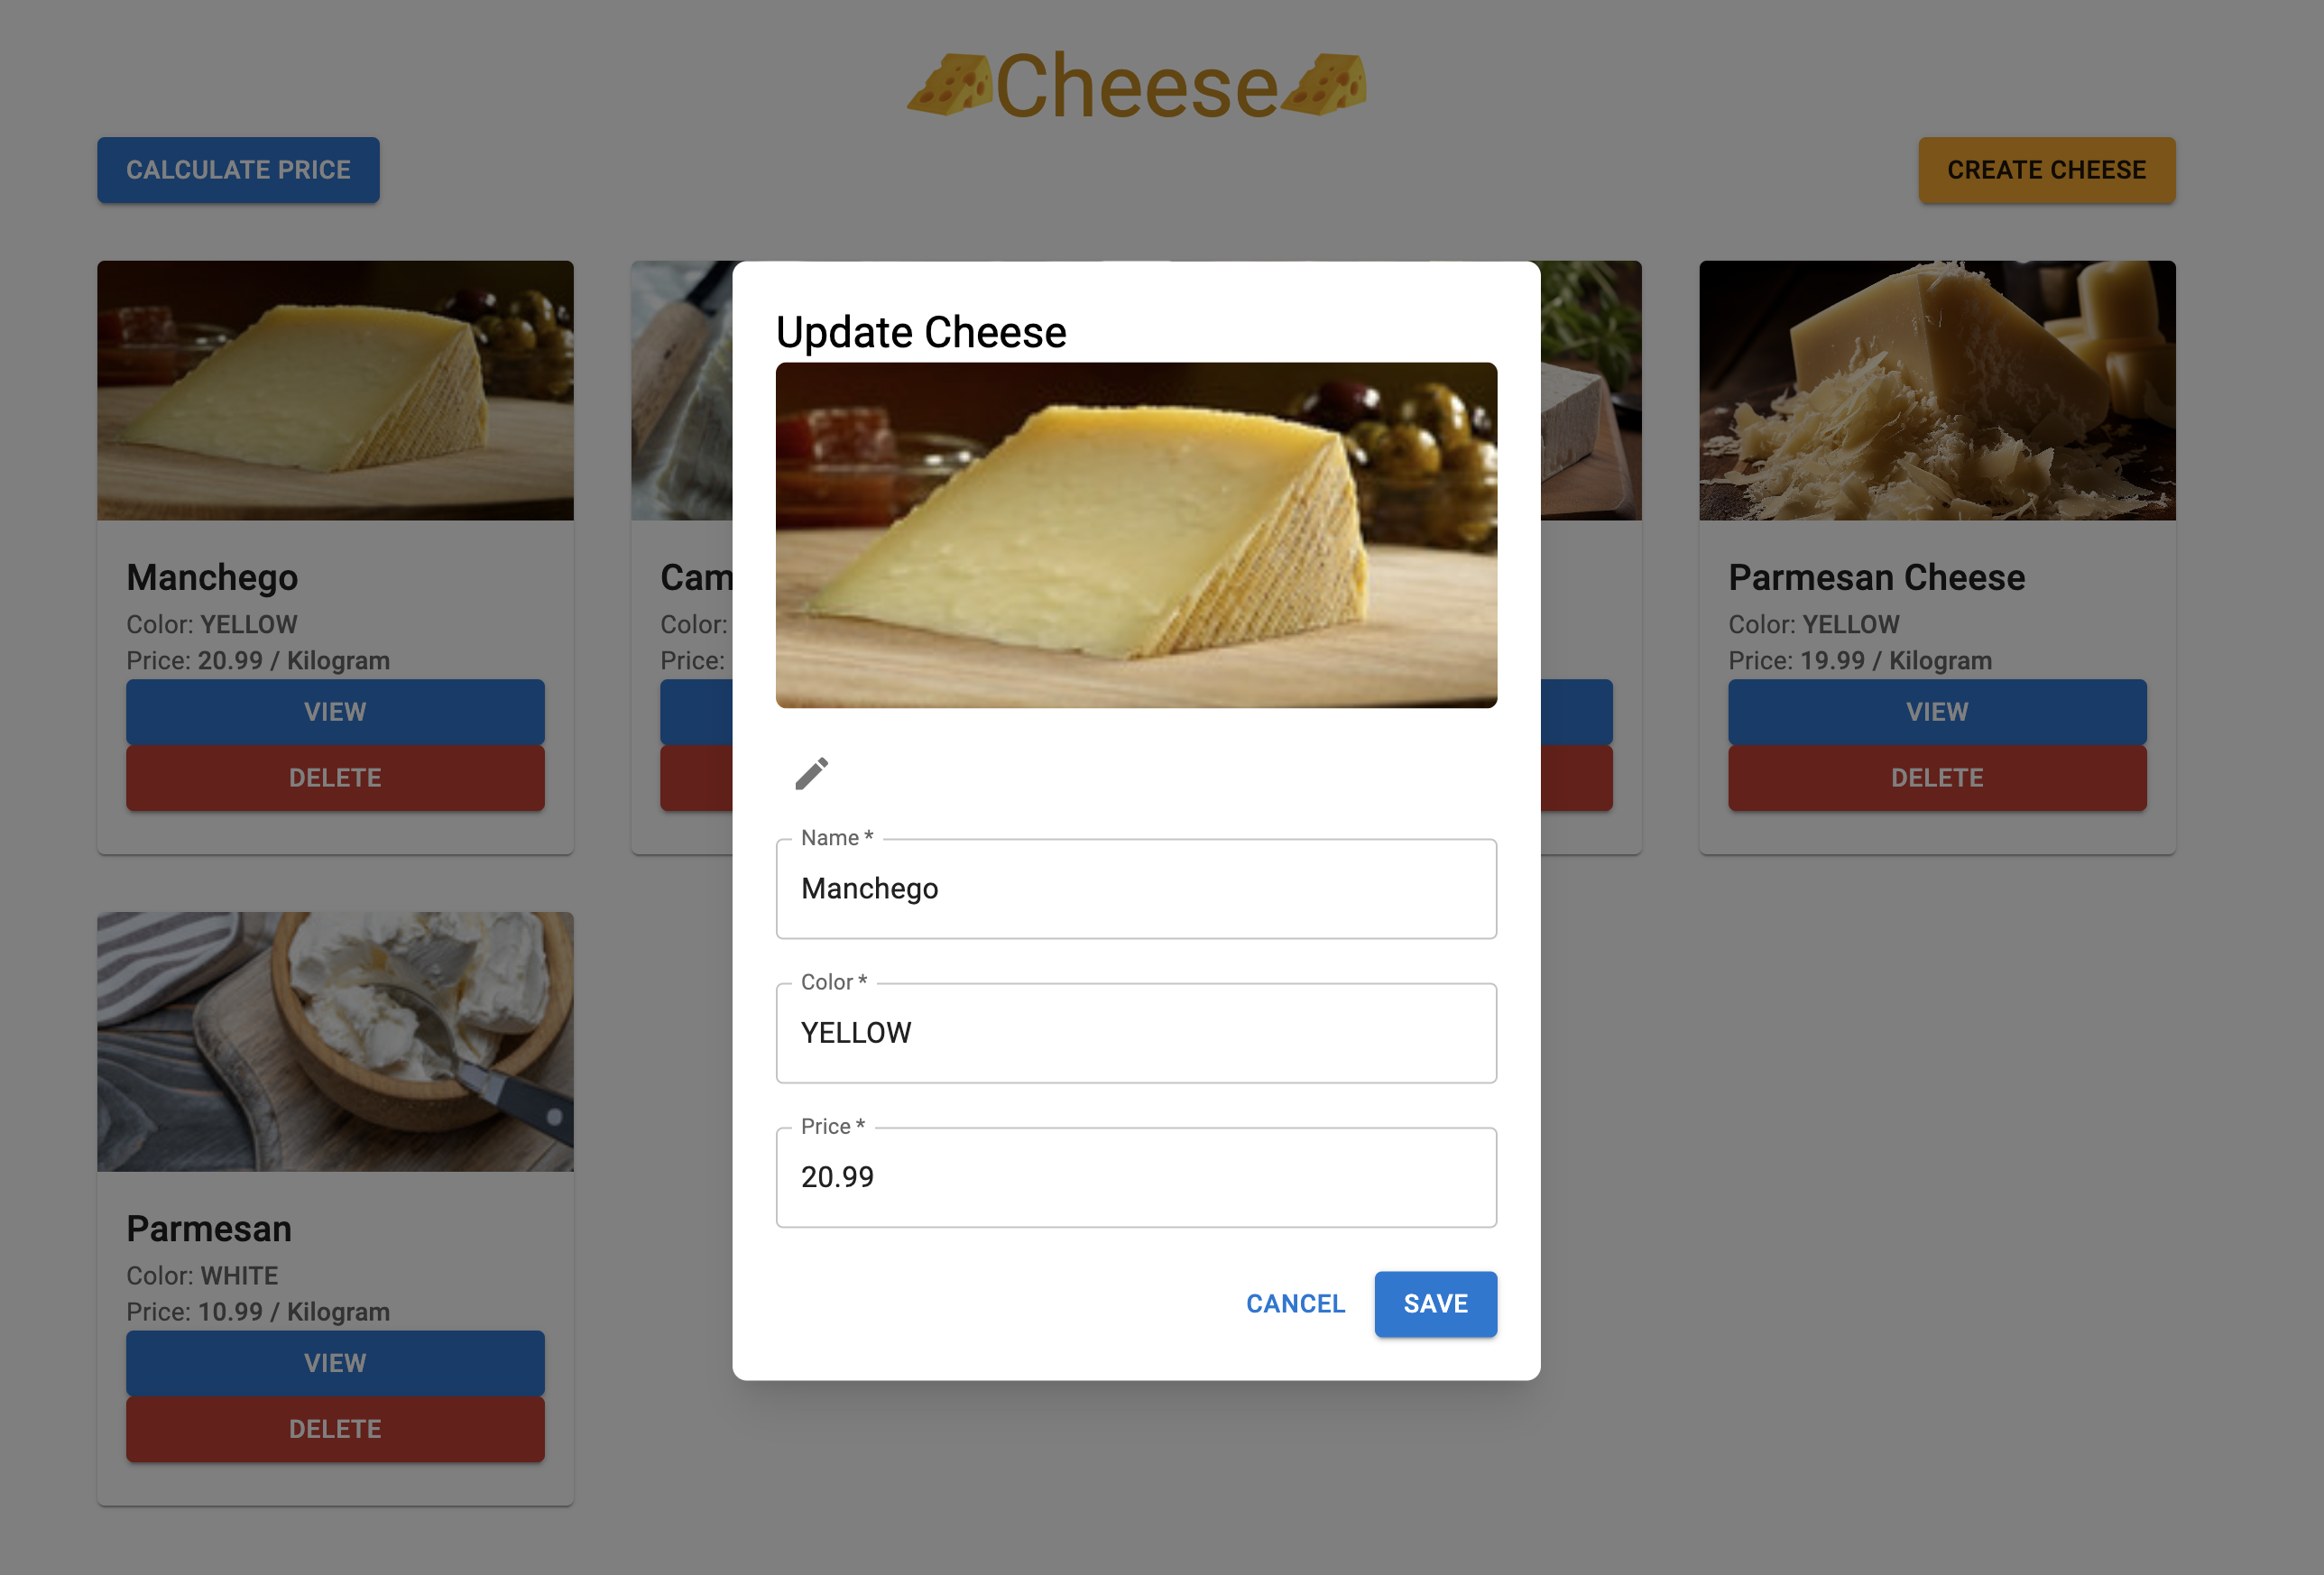 Cheese
CALCULATE PRICE
CREATE CHEESE
Manchego
Color: YELLOW
Price: 20.99 / Kilogram
VIEW
DELETE
Color:
Price:
Parmesan Cheese
Color: YELLOW
Price: 19.99 / Kilogram
VIEW
DELETE
Parmesan
Color: WHITE
Price: 10.99 / Kilogram
VIEW
DELETE
Update Cheese
Name *
Manchego
Color *
YELLOW
Price *
20.99
CANCEL
SAVE